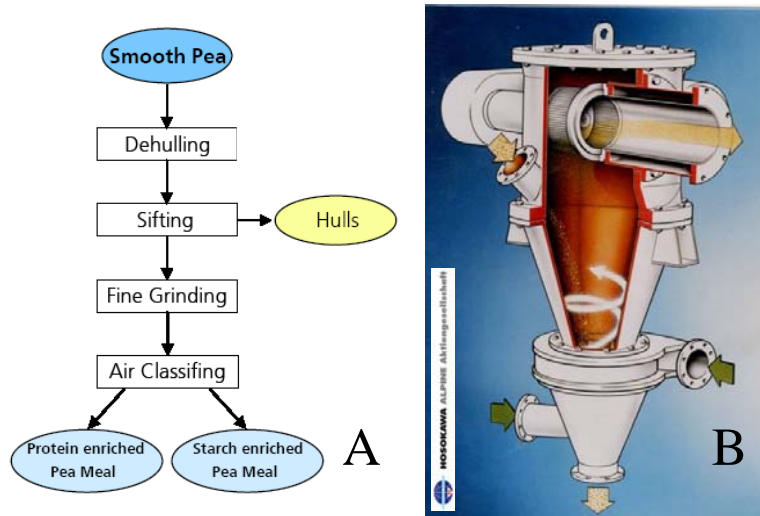 Smooth Pea
Dehulling
Sifting
Hulls
Fine Grinding
Air Classifing
Protein enriched
Pea Meal
Starch enriched
Pea Meal
A
HOSOKAWA ALPINE Aktiengesellschaft
B